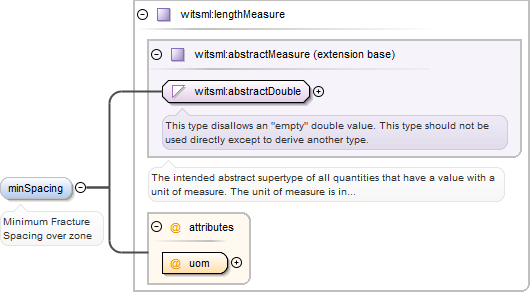 witsml:lengthMeasure
witsml:abstractMeasure (extension base)
witsml:abstractDouble
This type disallows an "empty" double value. This type should not be
used directly except to derive another type.
The intended abstract supertype of all quantities that have a value with a
unit of measure. The unit of measure is in...
minSpacing
Minimum Fracture
Spacing over zone
@ attributes
@ uom